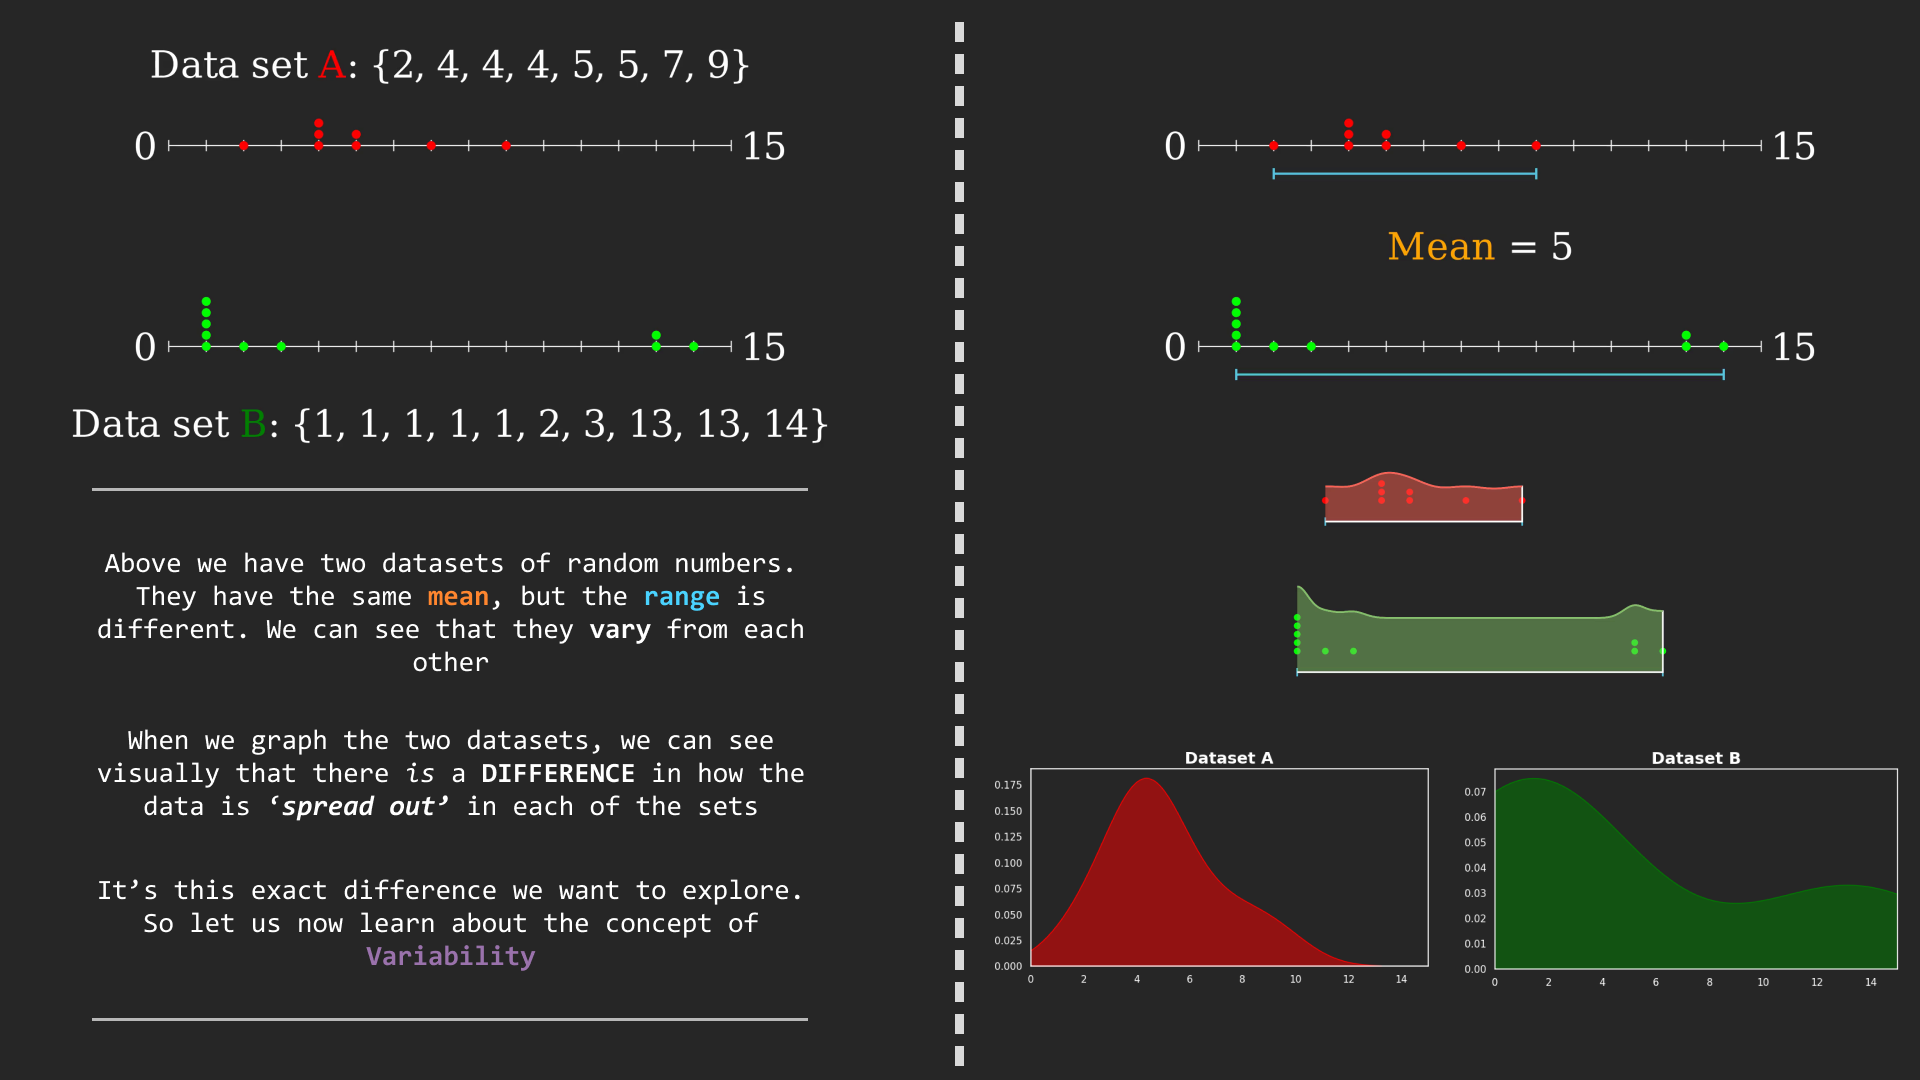 Data set A: {2, 4, 4, 4, 5, 5, 7, 9}
0 15
0 15
Data set B: {1, 1, 1, 1, 1, 2, 3, 13, 13, 14}
Above we have two datasets of random numbers.
They have the same mean, but the range is
different. We can see that they vary from each
other
When we graph the two datasets, we can see
visually that there is a DIFFERENCE in how the
data is ‘spread out’ in each of the sets
It’s this exact difference we want to explore.
So let us now learn about the concept of
Variability
0 15
Mean = 5
0 15
Dataset A
0.175
0.150
0.125
0.100
0.075
0.050
0.025
0.000
0 2 4 6 8 10 12 14
Dataset B
0.07
0.06
0.05
0.04
0.03
0.02
0.01
0.00
0 2 4 6 8 10 12 14